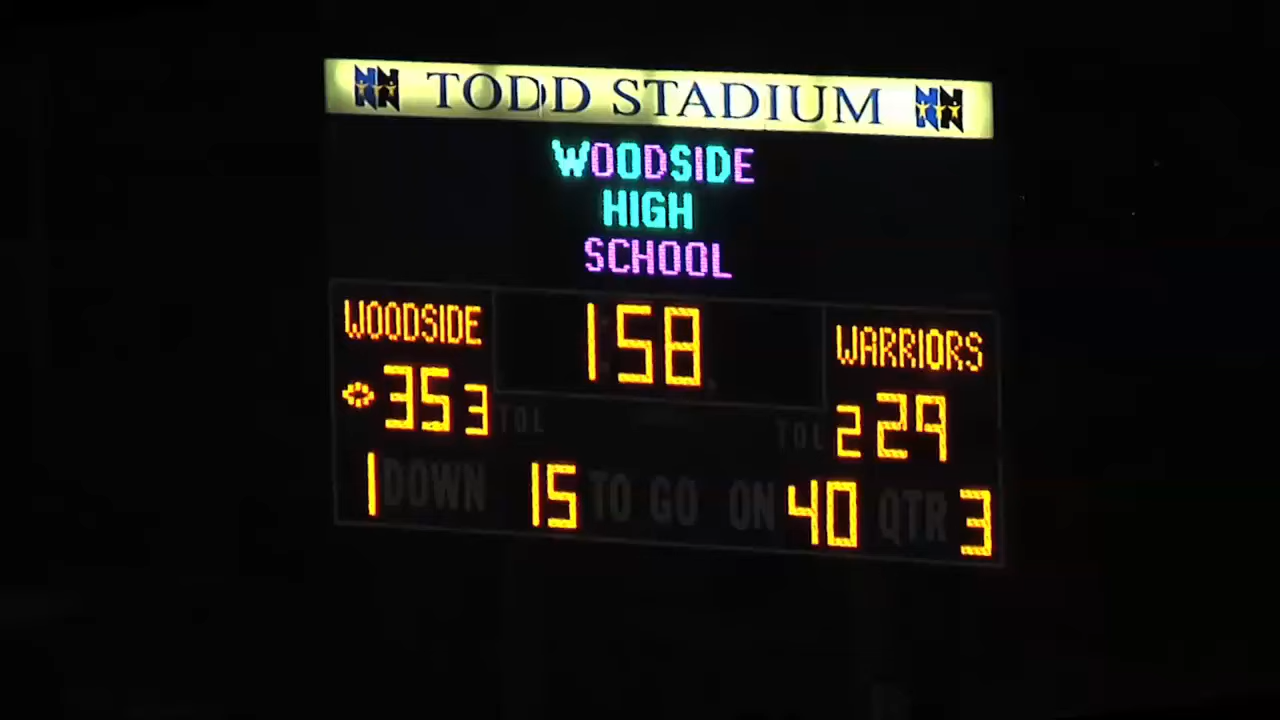 TODD STADIUM
WOODSIDE
HIGH
SCHOOL
WOODSIDE 158 WARRIORS
35 3 TOL TOL 2 29
1 DOWN 15 TO GO ON 40 QTR 3